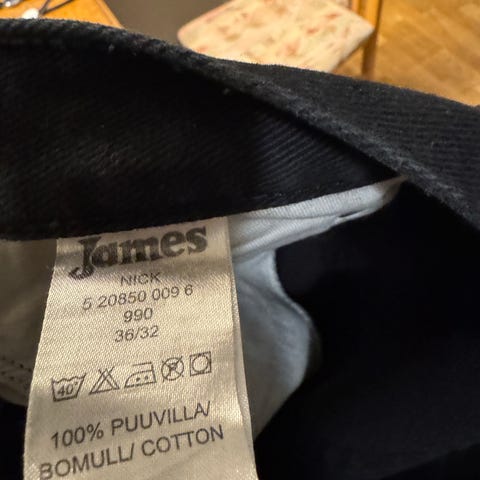 James
NICK
5 20850 009 6
990
36/32
40°
100% PUUVILLA/
BOMULL/ COTTON